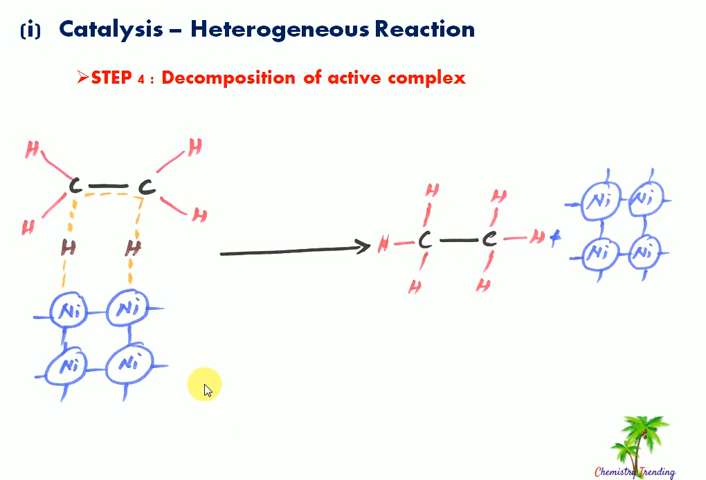 (i) Catalysis – Heterogeneous Reaction
➢STEP 4 : Decomposition of active complex
H H
C C
H H
H H
Ni Ni
Ni Ni
H H
H C C H +
H H
Ni Ni
Ni Ni
Chemistry Trending